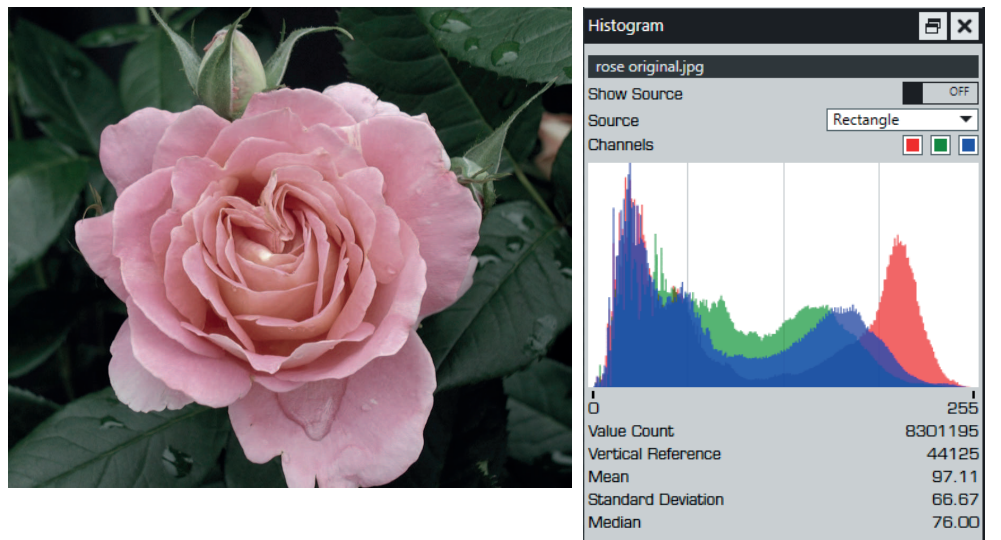 Histogram
rose original.jpg
Show Source OFF
Source Rectangle
Channels
0 255
Value Count 8301195
Vertical Reference 44125
Mean 97.11
Standard Deviation 66.67
Median 76.00